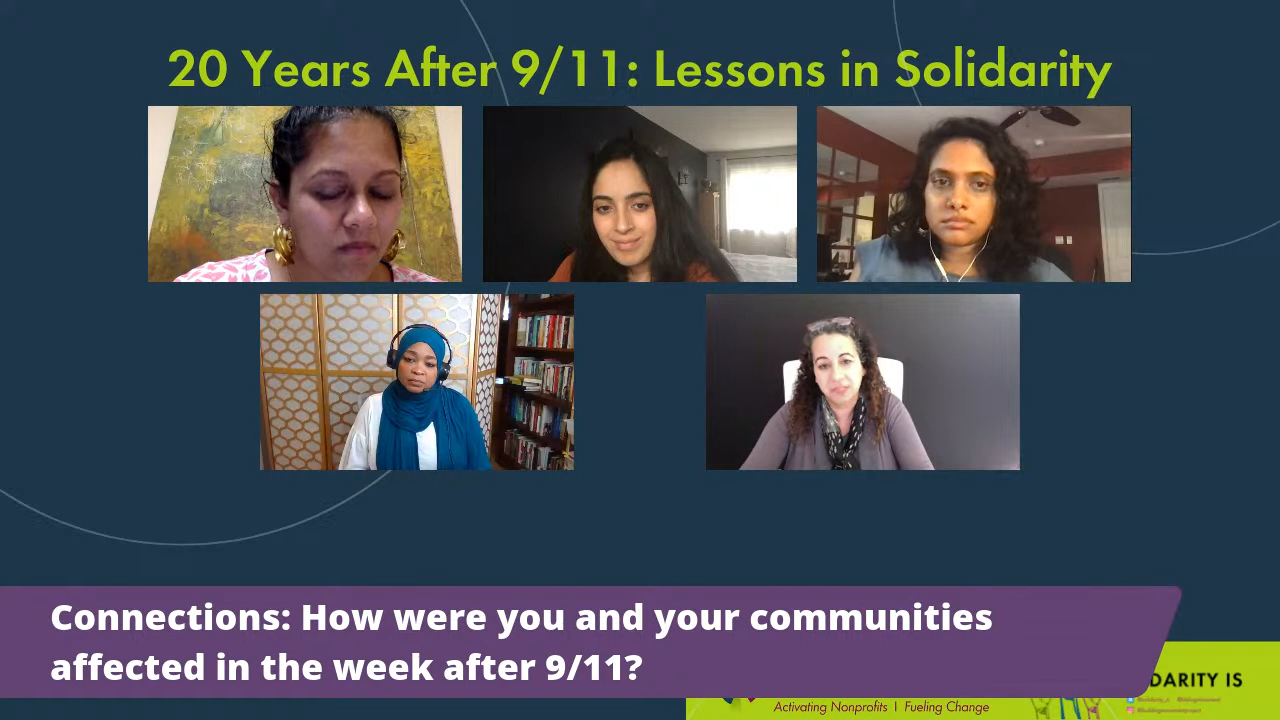 20 Years After 9/11: Lessons in Solidarity
Connections: How were you and your communities
affected in the week after 9/11?
DARITY IS
Activating Nonprofits | Fueling Change